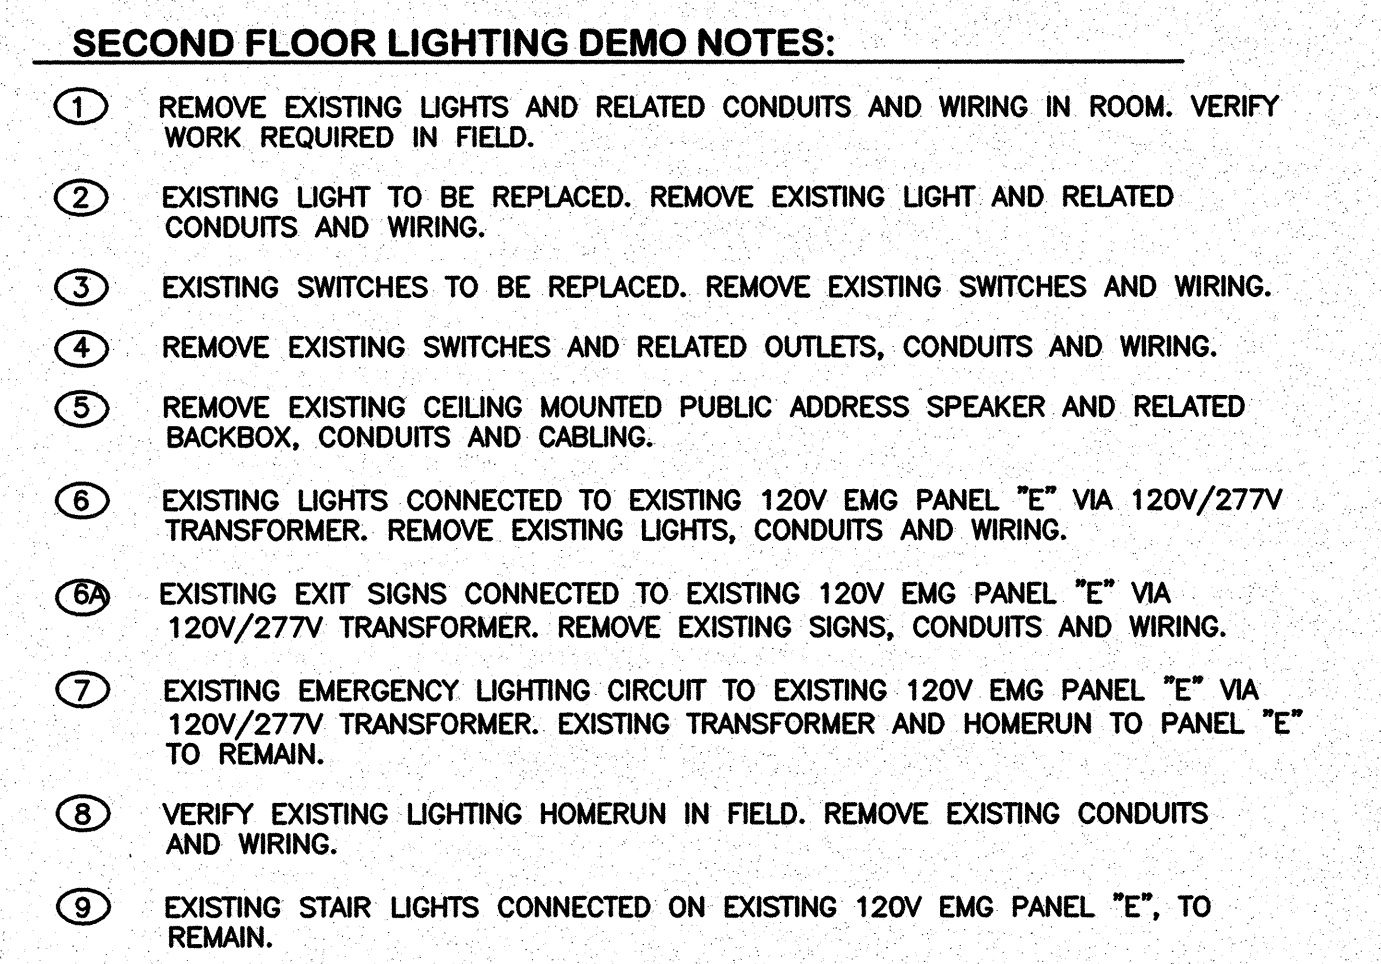 SECOND FLOOR LIGHTING DEMO NOTES:
1 REMOVE EXISTING LIGHTS AND RELATED CONDUITS AND WIRING IN ROOM. VERIFY
WORK REQUIRED IN FIELD.
2 EXISTING LIGHT TO BE REPLACED. REMOVE EXISTING LIGHT AND RELATED
CONDUITS AND WIRING.
3 EXISTING SWITCHES TO BE REPLACED. REMOVE EXISTING SWITCHES AND WIRING.
4 REMOVE EXISTING SWITCHES AND RELATED OUTLETS, CONDUITS AND WIRING.
5 REMOVE EXISTING CEILING MOUNTED PUBLIC ADDRESS SPEAKER AND RELATED
BACKBOX, CONDUITS AND CABLING.
6 EXISTING LIGHTS CONNECTED TO EXISTING 120V EMG PANEL "E" VIA 120V/277V
TRANSFORMER. REMOVE EXISTING LIGHTS, CONDUITS AND WIRING.
6A EXISTING EXIT SIGNS CONNECTED TO EXISTING 120V EMG PANEL "E" VIA
120V/277V TRANSFORMER. REMOVE EXISTING SIGNS, CONDUITS AND WIRING.
7 EXISTING EMERGENCY LIGHTING CIRCUIT TO EXISTING 120V EMG PANEL "E" VIA
120V/277V TRANSFORMER. EXISTING TRANSFORMER AND HOMERUN TO PANEL "E"
TO REMAIN.
8 VERIFY EXISTING LIGHTING HOMERUN IN FIELD. REMOVE EXISTING CONDUITS
AND WIRING.
9 EXISTING STAIR LIGHTS CONNECTED ON EXISTING 120V EMG PANEL "E", TO
REMAIN.